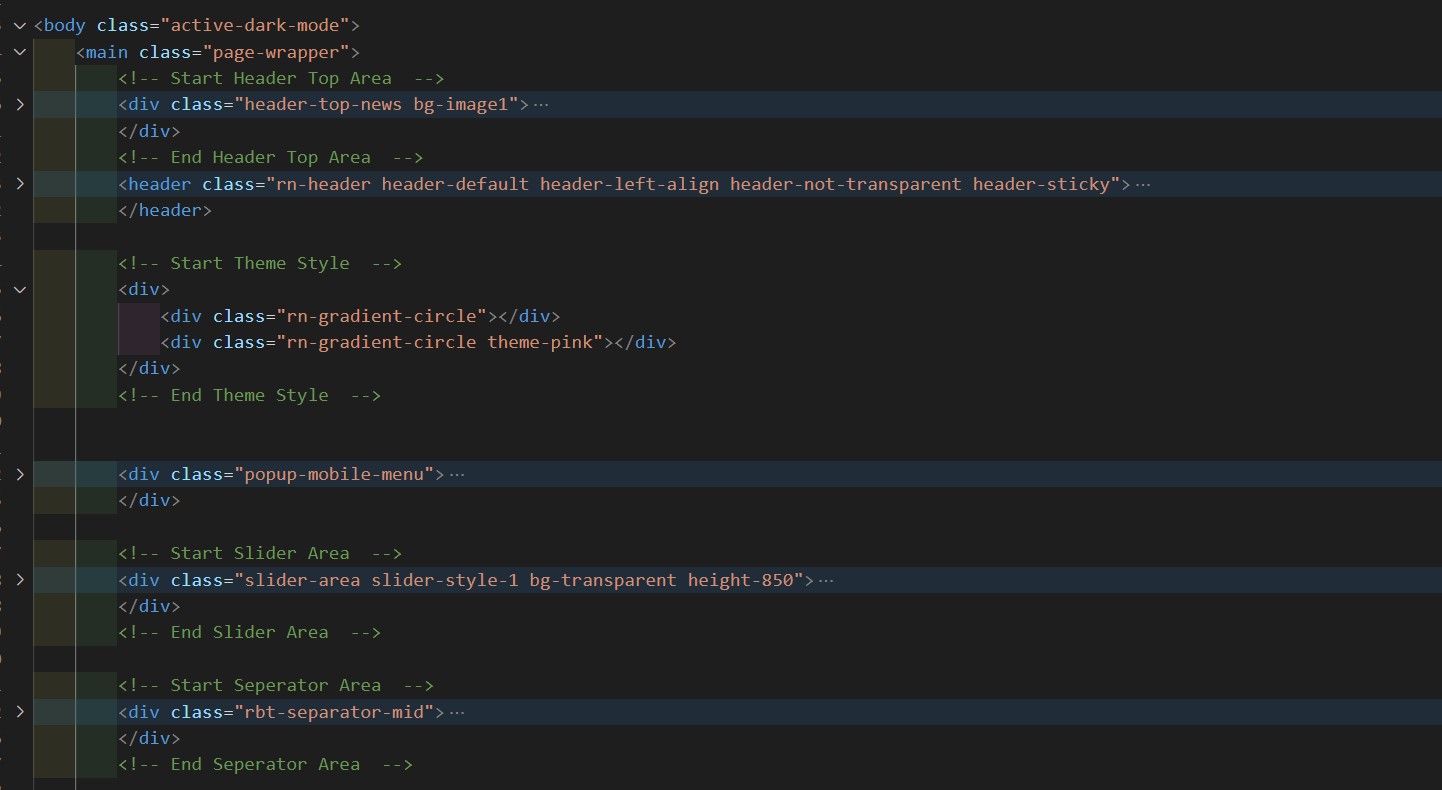 <body class="active-dark-mode">
<main class="page-wrapper">
<!-- Start Header Top Area  -->
<div class="header-top-news bg-image1">···
</div>
<!-- End Header Top Area  -->
<header class="rn-header header-default header-left-align header-not-transparent header-sticky">···
</header>
<!-- Start Theme Style  -->
<div>
<div class="rn-gradient-circle"></div>
<div class="rn-gradient-circle theme-pink"></div>
</div>
<!-- End Theme Style  -->
<div class="popup-mobile-menu">···
</div>
<!-- Start Slider Area  -->
<div class="slider-area slider-style-1 bg-transparent height-850">···
</div>
<!-- End Slider Area  -->
<!-- Start Seperator Area  -->
<div class="rbt-separator-mid">···
</div>
<!-- End Seperator Area  -->